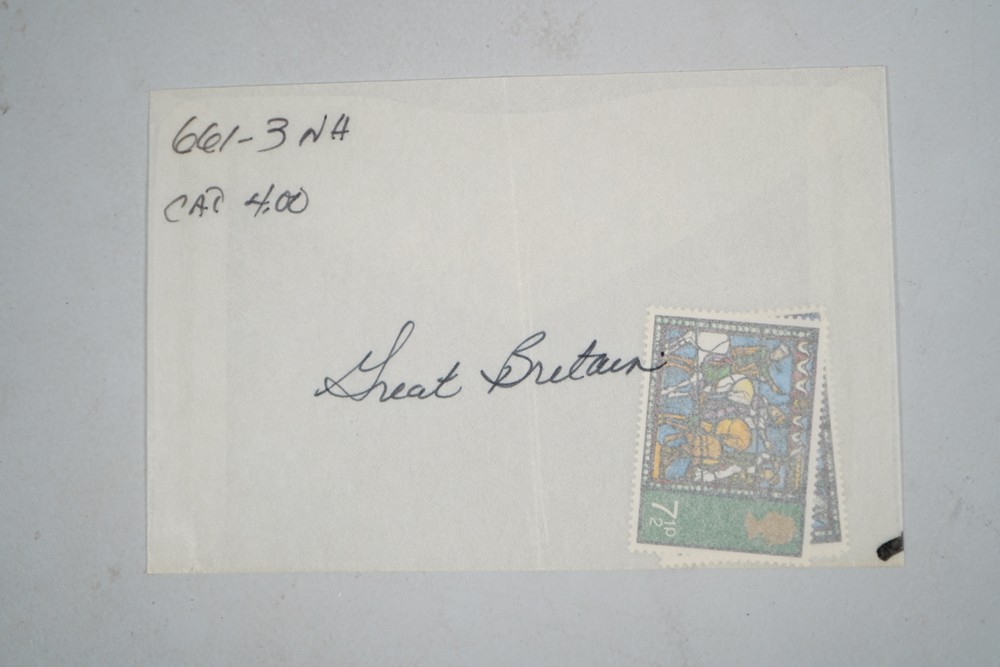 661-3 NH
CAT 4.00
Great Britain
7½P